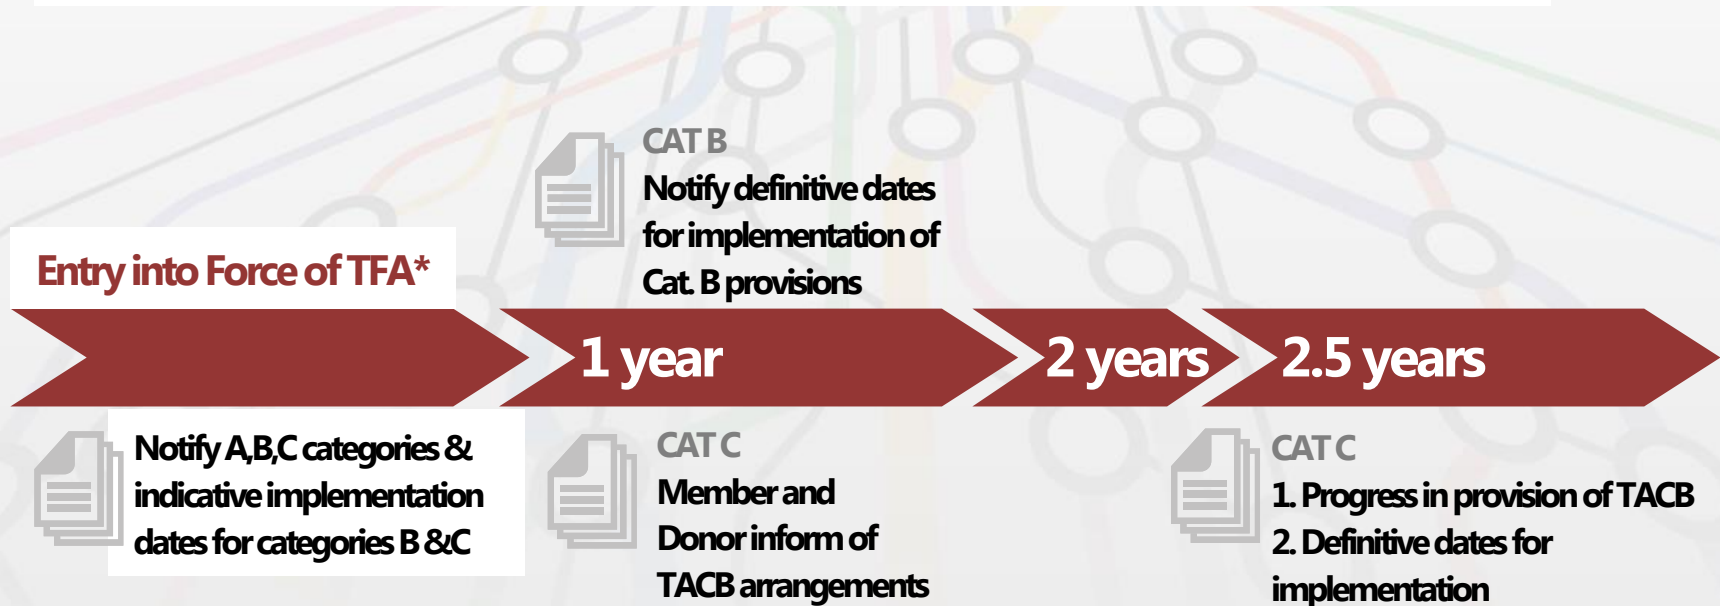 CAT B
Notify definitive dates
for implementation of
Cat. B provisions
Entry into Force of TFA*
1 year
2 years
2.5 years
Notify A,B,C categories &
indicative implementation
dates for categories B &C
CAT C
Member and
Donor inform of
TACB arrangements
CAT C
1. Progress in provision of TACB
2. Definitive dates for
implementation